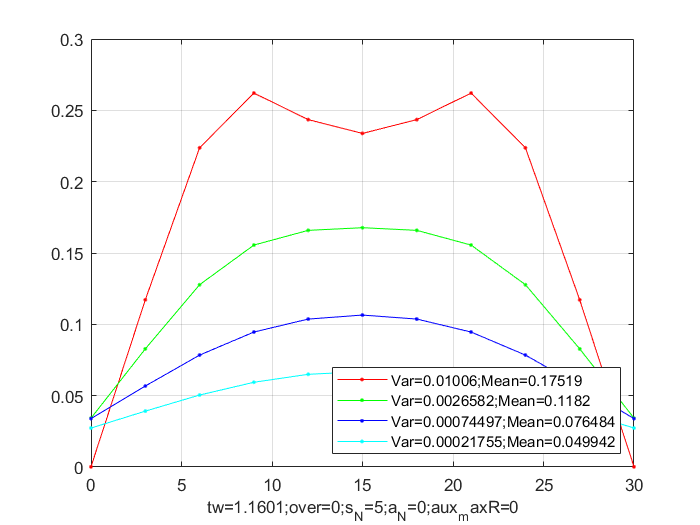 0.3
0.25
0.2
0.15
0.1
0.05
0
Var=0.01006;Mean=0.17519
Var=0.0026582;Mean=0.1182
Var=0.00074497;Mean=0.076484
Var=0.00021755;Mean=0.049942
0 5 10 15 20 25 30
tw=1.1601;over=0;s_N=5;a_N=0;aux_maxR=0